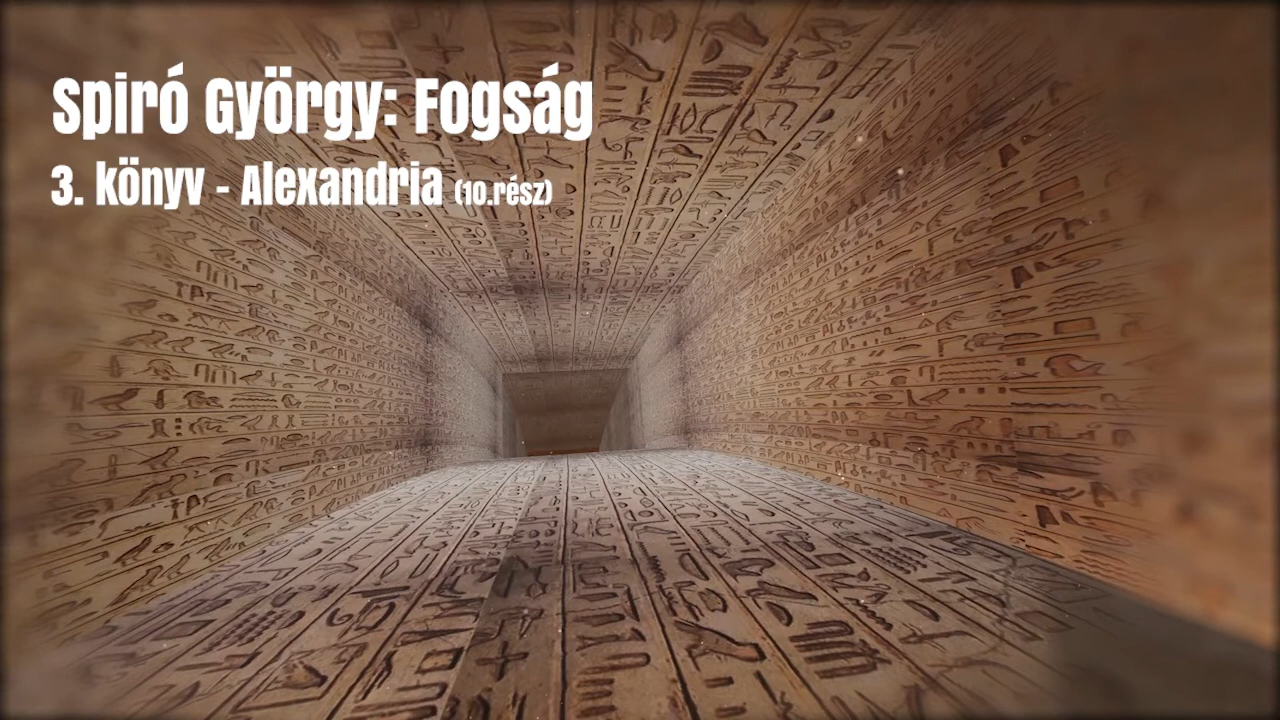 Spiró György: Fogság
3. könyv - Alexandria (10.rész)